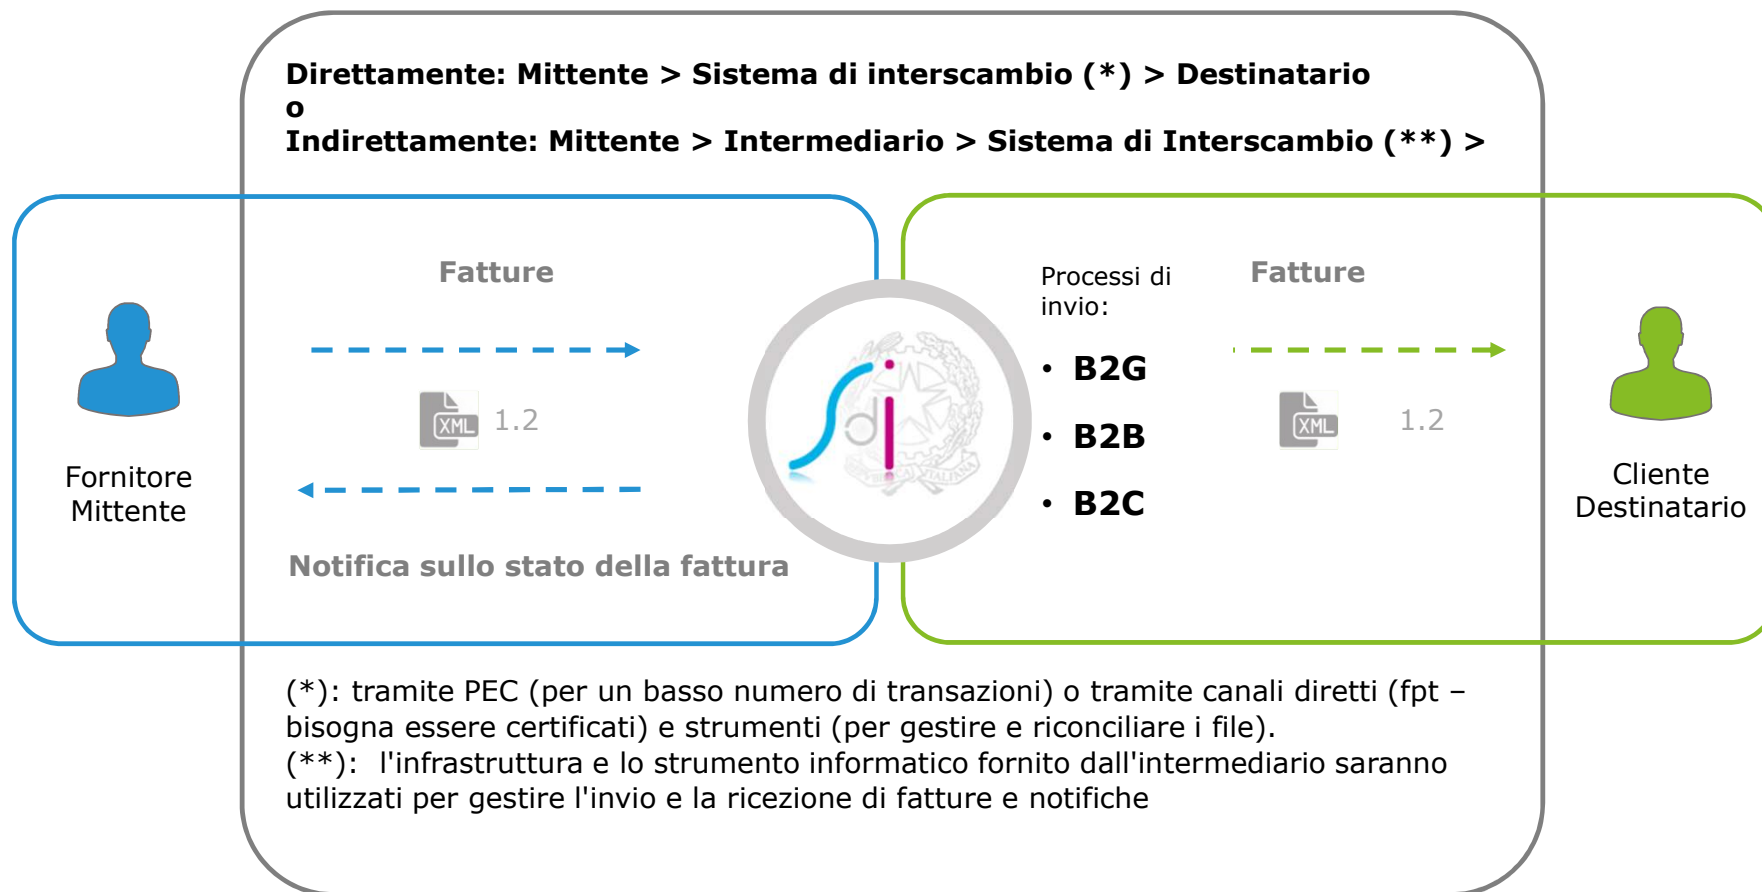 Direttamente: Mittente > Sistema di interscambio (*) > Destinatario
o
Indirettamente: Mittente > Intermediario > Sistema di Interscambio (**) >
Fatture
XML 1.2
Fornitore
Mittente
Notifica sullo stato della fattura
Sdi
Processi di
invio:
• B2G
• B2B
• B2C
Fatture
XML 1.2
Cliente
Destinatario
(*): tramite PEC (per un basso numero di transazioni) o tramite canali diretti (fpt –
bisogna essere certificati) e strumenti (per gestire e riconciliare i file).
(**): l'infrastruttura e lo strumento informatico fornito dall'intermediario saranno
utilizzati per gestire l'invio e la ricezione di fatture e notifiche